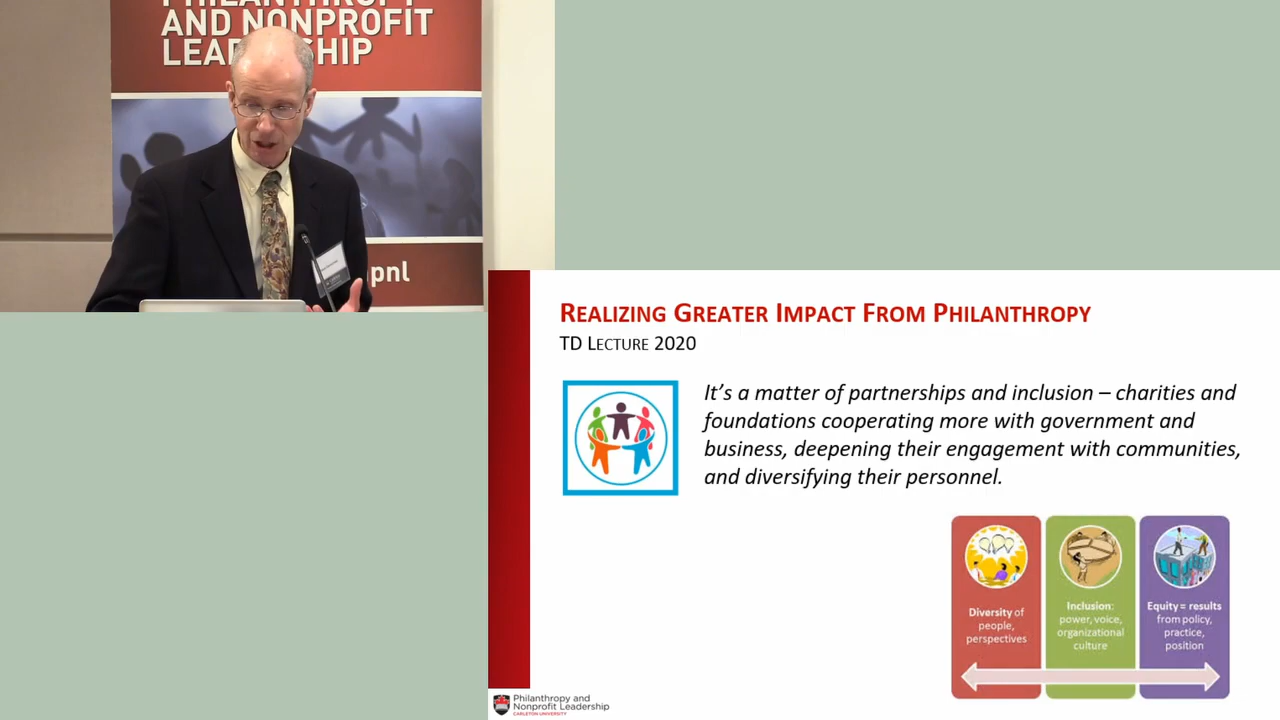 PHILANTHROPY
AND NONPROFIT
LEADERSHIP
pnl
REALIZING GREATER IMPACT FROM PHILANTHROPY
TD LECTURE 2020
It’s a matter of partnerships and inclusion – charities and
foundations cooperating more with government and
business, deepening their engagement with communities,
and diversifying their personnel.
Diversity of
people,
perspectives
Inclusion:
power, voice,
organizational
culture
Equity = results
from policy,
practice,
position
Philanthropy and
Nonprofit Leadership
CARLETON UNIVERSITY